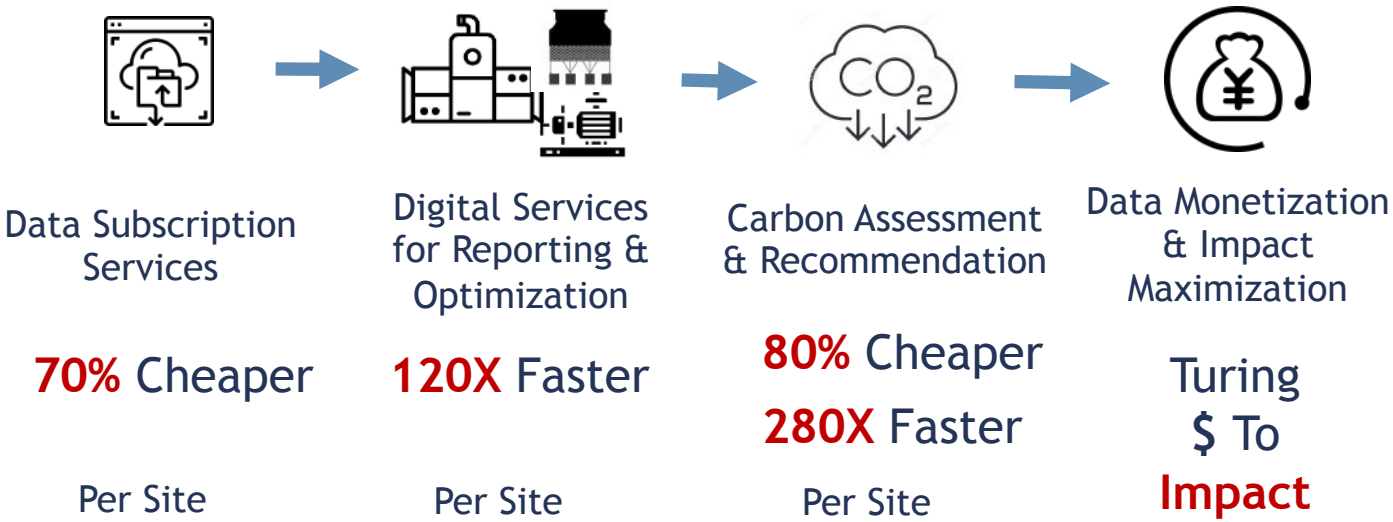 CO2
¥
Data Subscription
Services
70% Cheaper
Per Site
Digital Services
for Reporting &
Optimization
120X Faster
Per Site
Carbon Assessment
& Recommendation
80% Cheaper
280X Faster
Per Site
Data Monetization
& Impact
Maximization
Turing
$ To
Impact